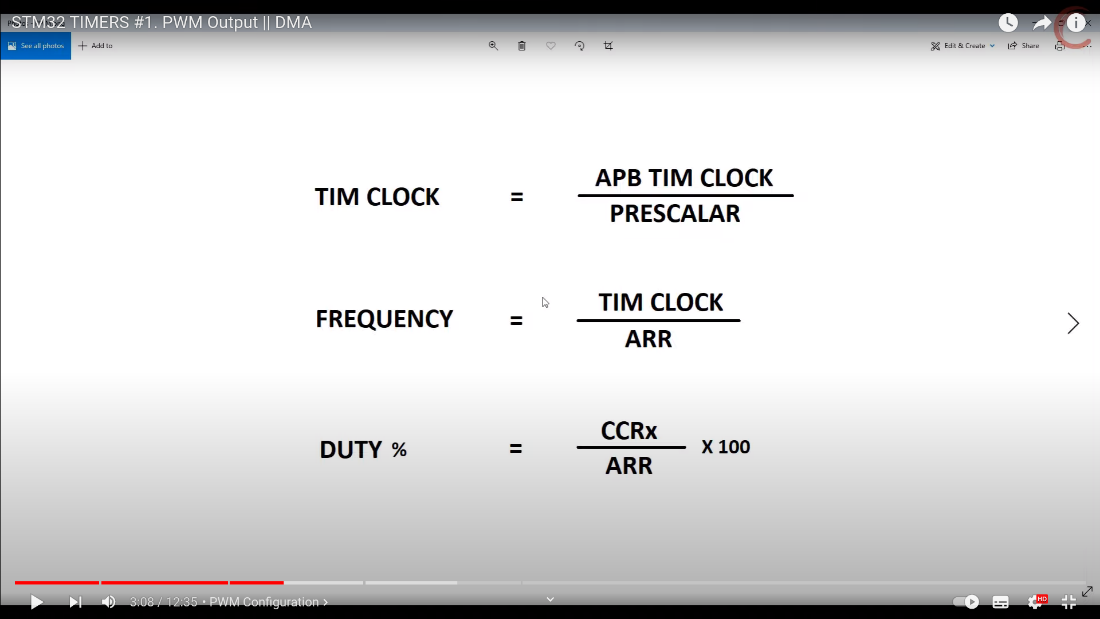 STM32 TIMERS #1. PWM Output || DMA
See all photos
Add to
Edit & Create
Share
TIM CLOCK = APB TIM CLOCK
PRESCALAR
FREQUENCY = TIM CLOCK
ARR
DUTY % = CCRx X 100
ARR
3:08 / 12:35 • PWM Configuration
HD